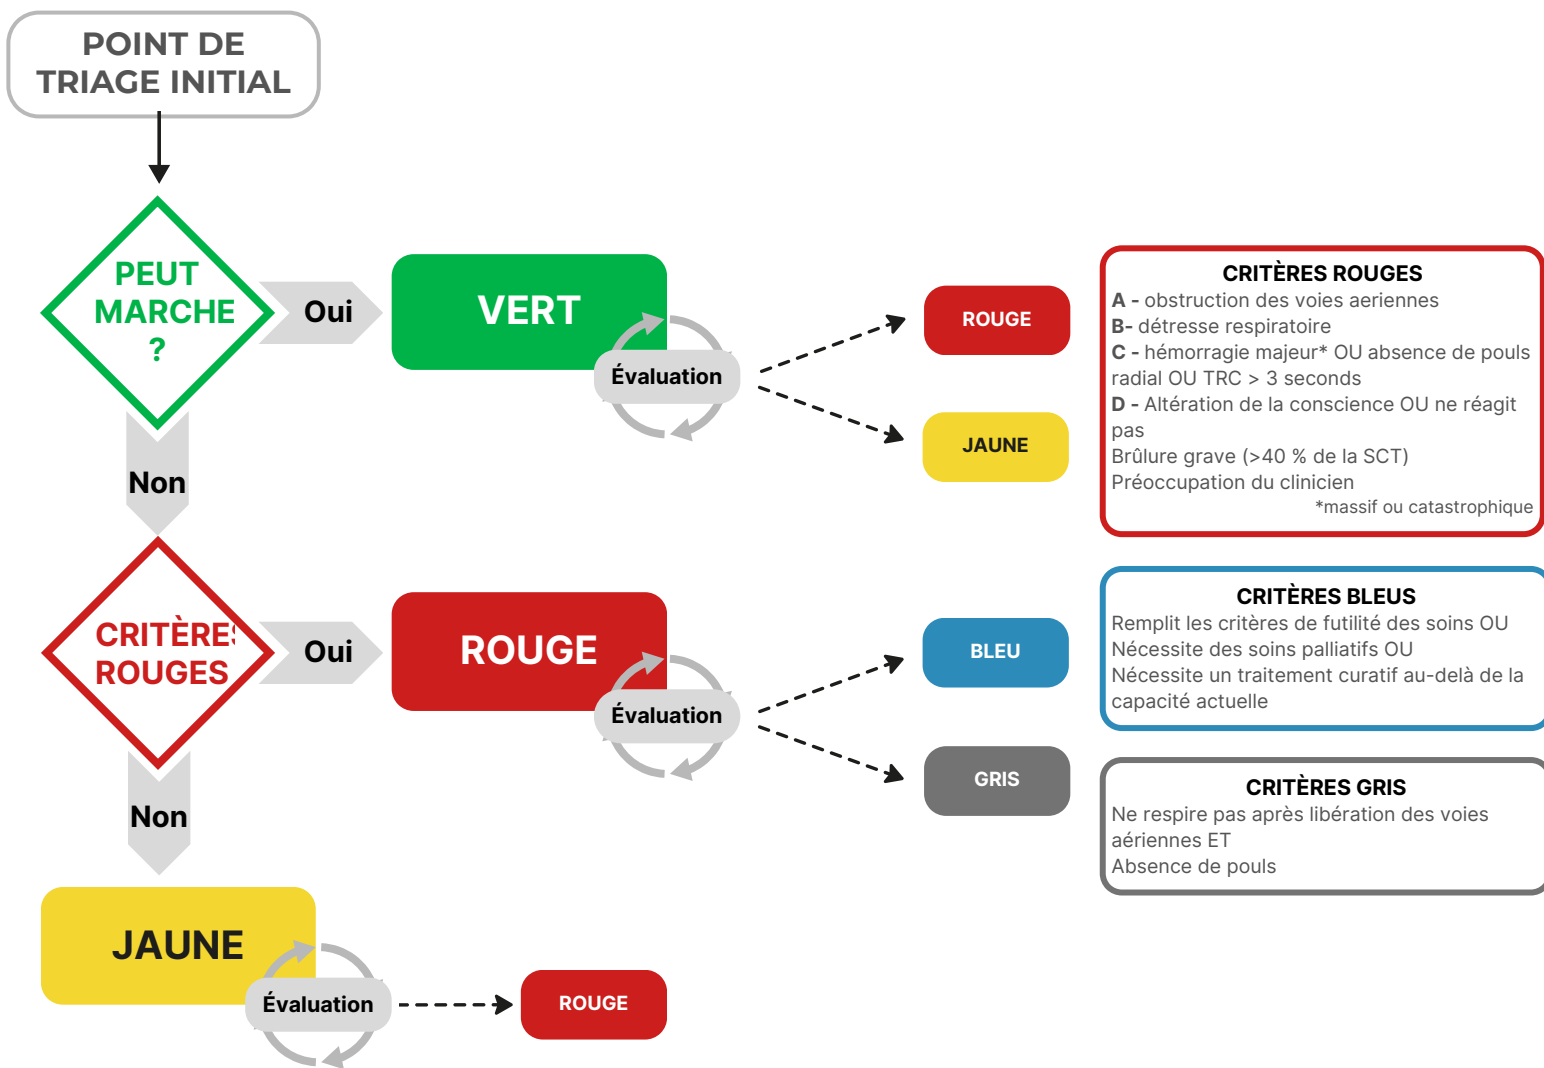 POINT DE
TRIAGE INITIAL
PEUT
MARCHE
?
Oui
VERT
Évaluation
ROUGE
JAUNE
CRITÈRES ROUGES
A - obstruction des voies aeriennes
B- détresse respiratoire
C - hémorragie majeur* OU absence de pouls
radial OU TRC > 3 seconds
D - Altération de la conscience OU ne réagit
pas
Brûlure grave (>40 % de la SCT)
Préoccupation du clinicien
*massif ou catastrophique
Non
CRITÈRES
ROUGES
Oui
ROUGE
Évaluation
BLEU
GRIS
CRITÈRES BLEUS
Remplit les critères de futilité des soins OU
Nécessite des soins palliatifs OU
Nécessite un traitement curatif au-delà de la
capacité actuelle
CRITÈRES GRIS
Ne respire pas après libération des voies
aériennes ET
Absence de pouls
Non
JAUNE
Évaluation
ROUGE